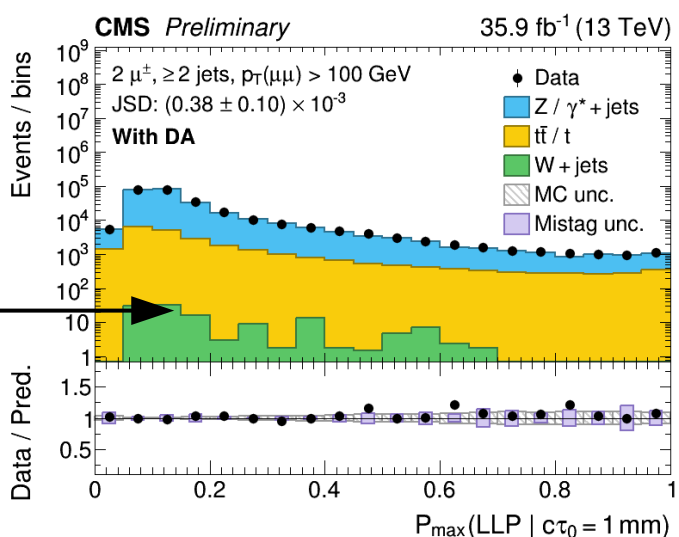 CMS Preliminary 35.9 fb⁻¹ (13 TeV)
Events / bins
10⁹
10⁸
10⁷
10⁶
10⁵
10⁴
10³
10²
10
1
2 μ±, ≥ 2 jets, pT(μμ) > 100 GeV
JSD: (0.38 ± 0.10) × 10⁻³
With DA
Data
Z / γ* + jets
tt̄ / t
W + jets
MC unc.
Mistag unc.
Data / Pred.
1.5
1
0.5
0 0.2 0.4 0.6 0.8 1
Pmax(LLP | cτ₀ = 1 mm)